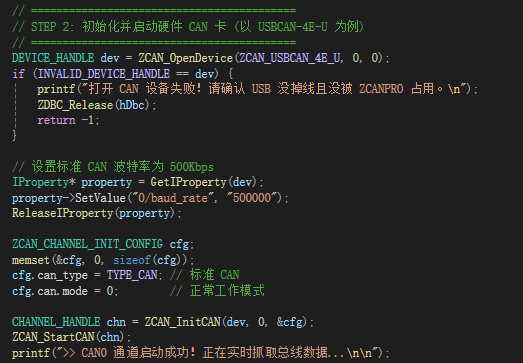 // =========================================
// STEP 2: 初始化并启动硬件 CAN 卡 (以 USBCAN-4E-U 为例)
// =========================================
DEVICE_HANDLE dev = ZCAN_OpenDevice(ZCAN_USBCAN_4E_U, 0, 0);
if (INVALID_DEVICE_HANDLE == dev) {
    printf("打开 CAN 设备失败! 请确认 USB 没掉线且没被 ZCANPRO 占用。\n");
    ZDBC_Release(hDbc);
    return -1;
}

// 设置标准 CAN 波特率为 500Kbps
IProperty* property = GetIProperty(dev);
property->SetValue("0/baud_rate", "500000");
ReleaseIProperty(property);

ZCAN_CHANNEL_INIT_CONFIG cfg;
memset(&cfg, 0, sizeof(cfg));
cfg.can_type = TYPE_CAN; // 标准 CAN
cfg.can.mode = 0;        // 正常工作模式

CHANNEL_HANDLE chn = ZCAN_InitCAN(dev, 0, &cfg);
ZCAN_StartCAN(chn);
printf(">> CAN0 通道启动成功! 正在实时抓取总线数据...\n\n");